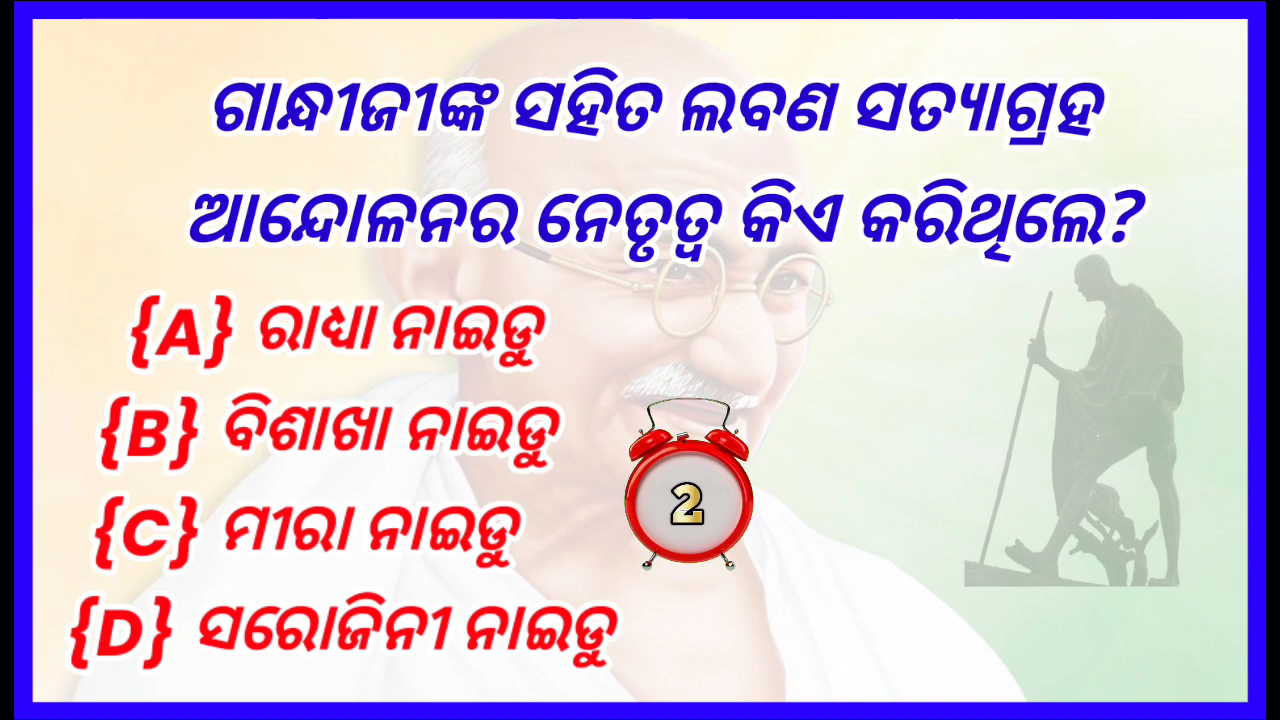 ଗାନ୍ଧୀଜୀଙ୍କ ସହିତ ଲବଣ ସତ୍ୟାଗ୍ରହ
ଆନ୍ଦୋଳନର ନେତୃତ୍ୱ କିଏ କରିଥିଲେ?
{A} ରାଧା ନାଇଡୁ
{B} ବିଶାଖା ନାଇଡୁ
{C} ମୀରା ନାଇଡୁ
2
{D} ସରୋଜିନୀ ନାଇଡୁ